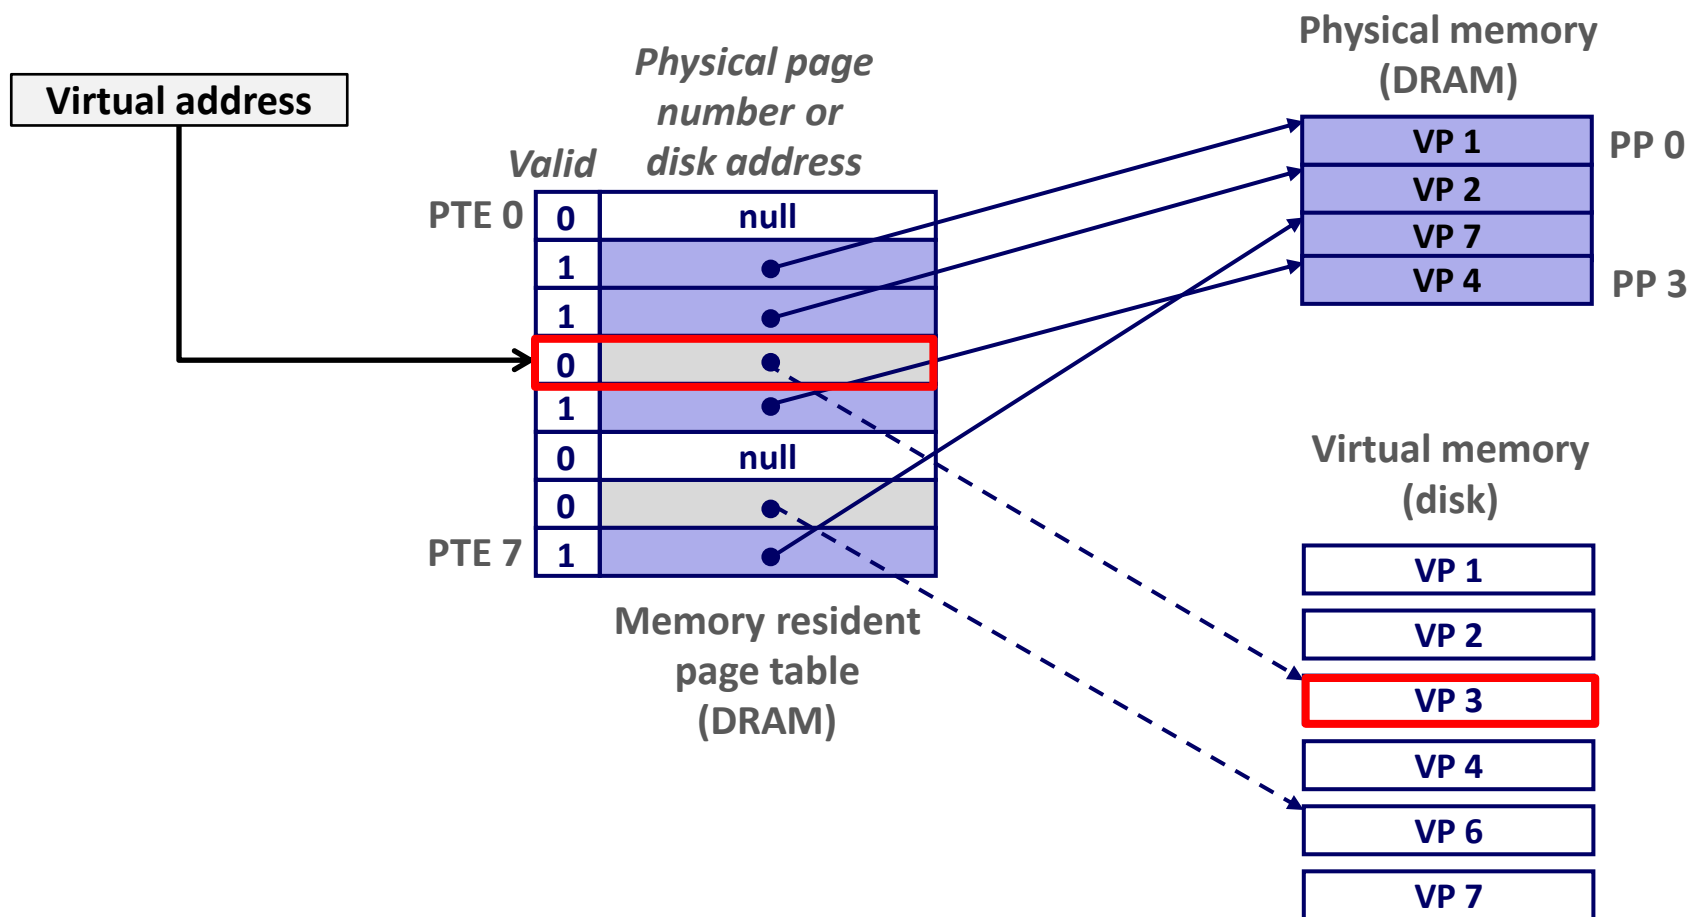 Virtual address
Physical page
number or
disk address
Valid
PTE 0
0 null
1
1
0
1
0 null
0
PTE 7 1
Memory resident
page table
(DRAM)
Physical memory
(DRAM)
VP 1 PP 0
VP 2
VP 7
VP 4 PP 3
Virtual memory
(disk)
VP 1
VP 2
VP 3
VP 4
VP 6
VP 7